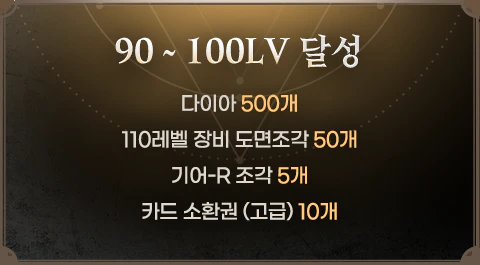 90 ~ 100LV 달성
다이아 500개
110레벨 장비 도면조각 50개
기어-R 조각 5개
카드 소환권 (고급) 10개